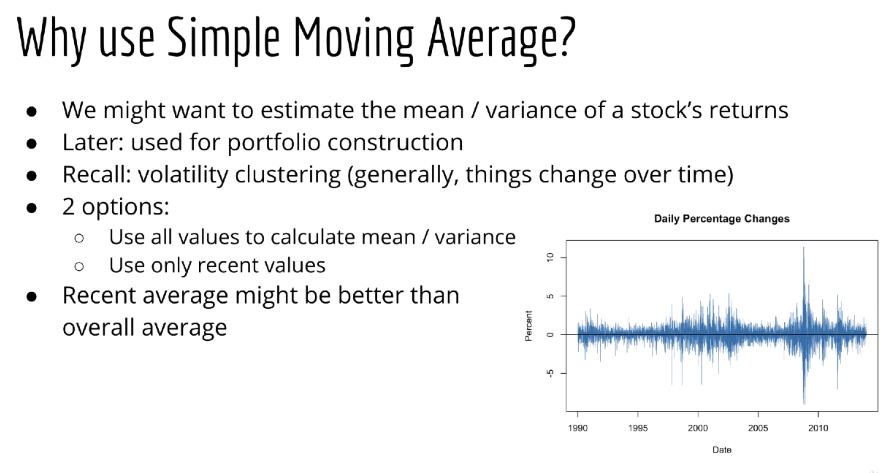 Why use Simple Moving Average?
● We might want to estimate the mean / variance of a stock's returns
● Later: used for portfolio construction
● Recall: volatility clustering (generally, things change over time)
● 2 options:
○ Use all values to calculate mean / variance
○ Use only recent values
● Recent average might be better than
overall average
Daily Percentage Changes
Percent
10
5
0
-5
1990 1995 2000 2005 2010
Date